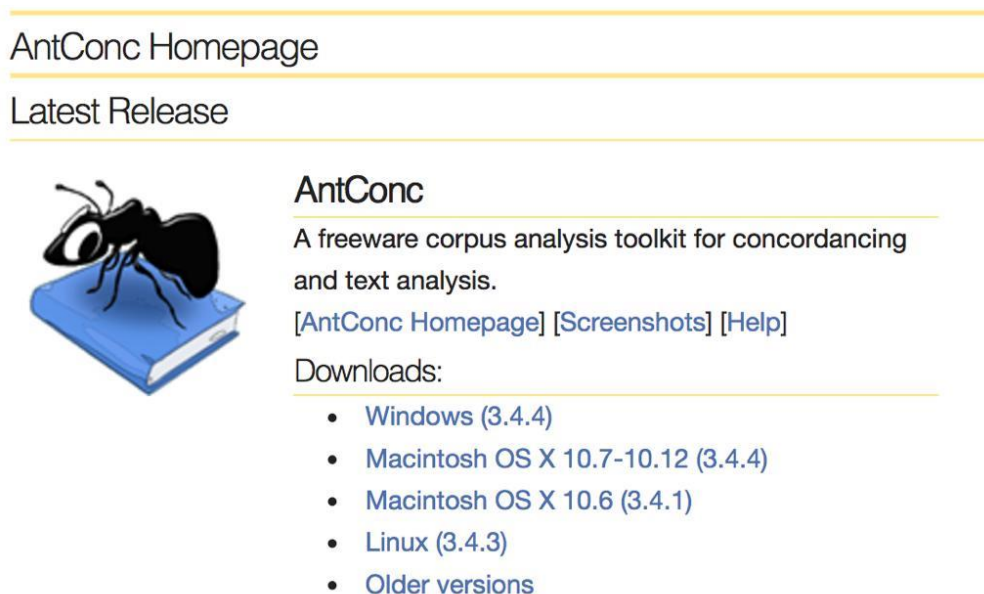 AntConc Homepage
Latest Release
AntConc
A freeware corpus analysis toolkit for concordancing
and text analysis.
[AntConc Homepage] [Screenshots] [Help]
Downloads:
• Windows (3.4.4)
• Macintosh OS X 10.7-10.12 (3.4.4)
• Macintosh OS X 10.6 (3.4.1)
• Linux (3.4.3)
• Older versions